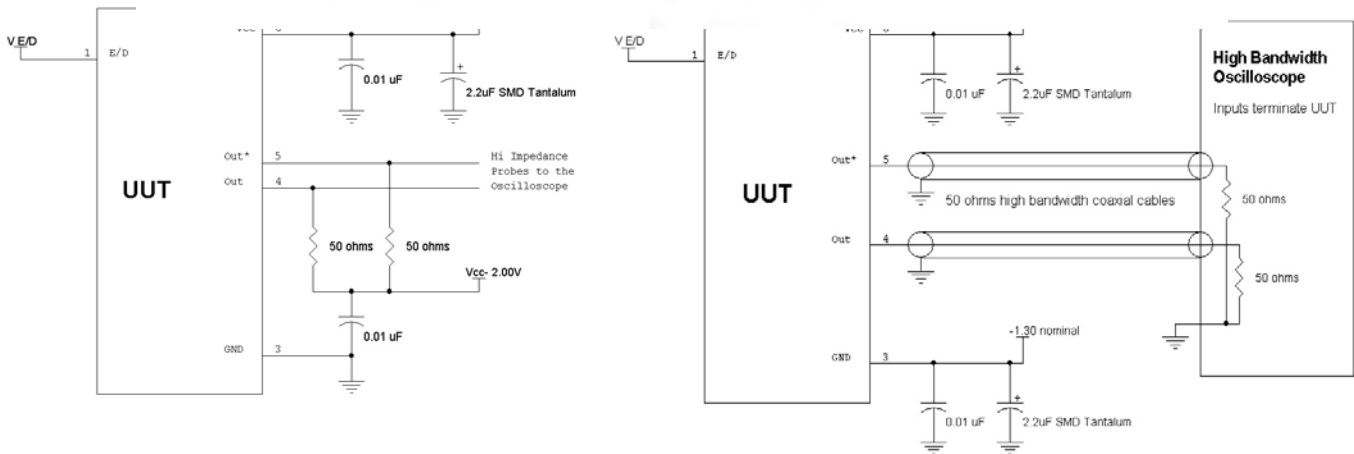 V E/D
1
E/D
6
0.01 uF
+
2.2uF SMD Tantalum
Out*
5
Hi Impedance
Probes to the
Oscilloscope
Out
4
UUT
50 ohms
50 ohms
Vcc- 2.00V
0.01 uF
GND
3
V E/D
1
E/D
Vcc
6
0.01 uF
+
2.2uF SMD Tantalum
High Bandwidth
Oscilloscope
Inputs terminate UUT
Out*
5
UUT
50 ohms high bandwidth coaxial cables
50 ohms
Out
4
50 ohms
-1.30 nominal
GND
3
0.01 uF
+
2.2uF SMD Tantalum